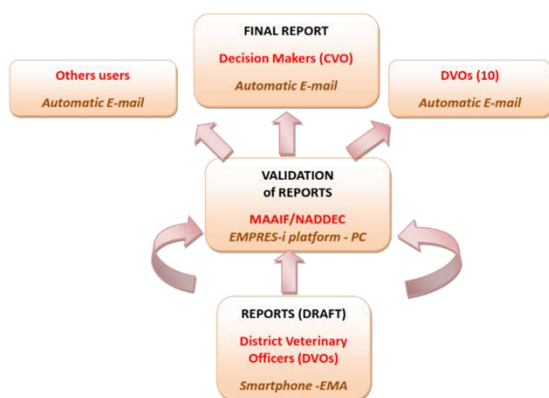 FINAL REPORT
Decision Makers (CVO)
Automatic E-mail
Others users
Automatic E-mail
DVOs (10)
Automatic E-mail
VALIDATION
of REPORTS
MAAIF/NADDEC
EMPRES-i platform - PC
REPORTS (DRAFT)
District Veterinary
Officers (DVOs)
Smartphone -EMA